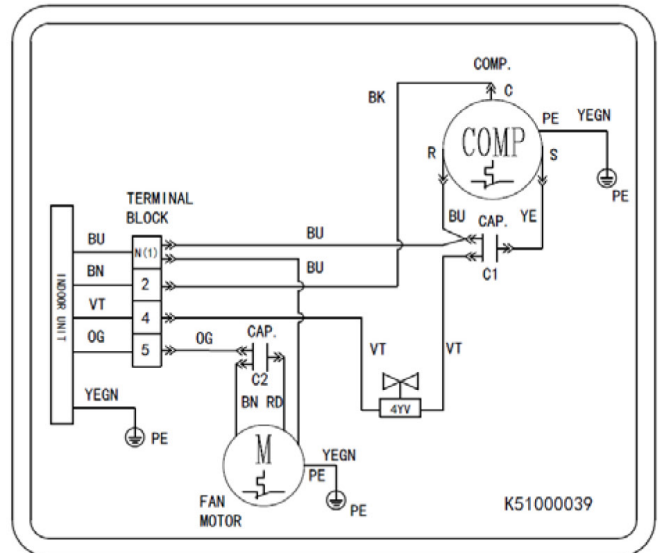 COMP.
BK
C
PE YEGN
COMP
R
S
PE
TERMINAL
BLOCK
BU YE
CAP.
BU
BU
N(1)
BU
C1
BN
2
INDOOR UNIT
VT
4
OG
5
OG
CAP.
VT
VT
C2
4YV
YEGN
BN RD
PE
M
YEGN
PE
FAN
MOTOR
PE
K51000039